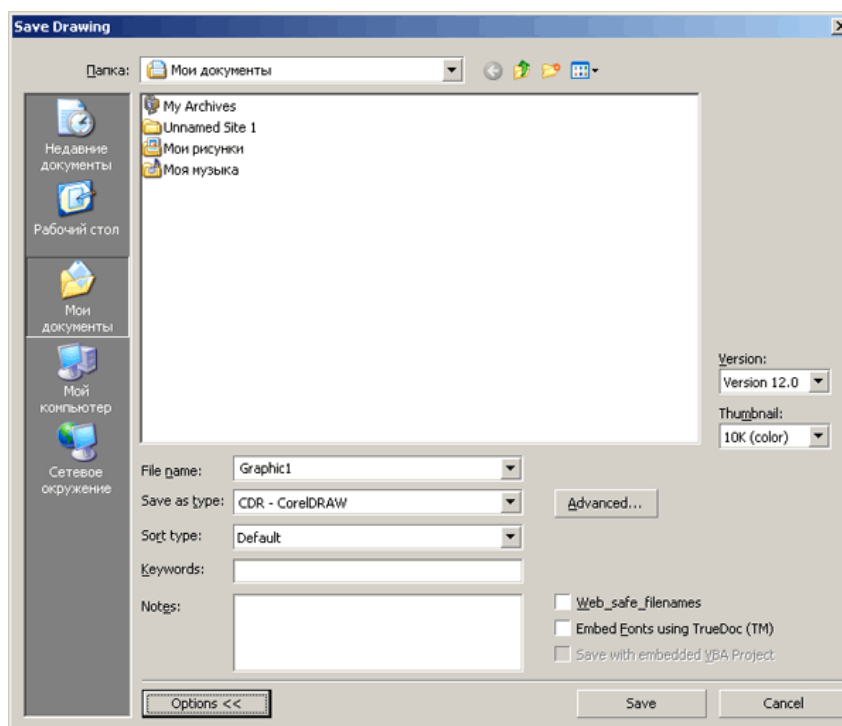 Save Drawing
Папка:
Мои документы
My Archives
Unnamed Site 1
Мои рисунки
Моя музыка
Недавние
документы
Рабочий стол
Мои
документы
Мой
компьютер
Сетевое
окружение
Version:
Version 12.0
Thumbnail:
10K (color)
File name:
Graphic1
Save as type:
CDR - CorelDRAW
Advanced...
Sort type:
Default
Keywords:
Notes:
Web_safe_filenames
Embed Fonts using TrueDoc (TM)
Save with embedded VBA Project
Options <<
Save
Cancel